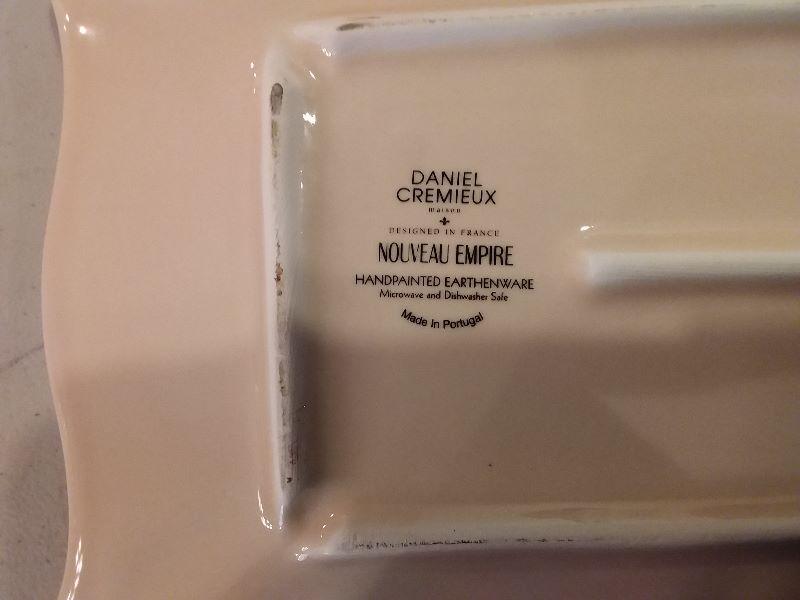 DANIEL
CREMIEUX
maison
DESIGNED IN FRANCE
NOUVEAU EMPIRE
HANDPAINTED EARTHENWARE
Microwave and Dishwasher Safe
Made In Portugal